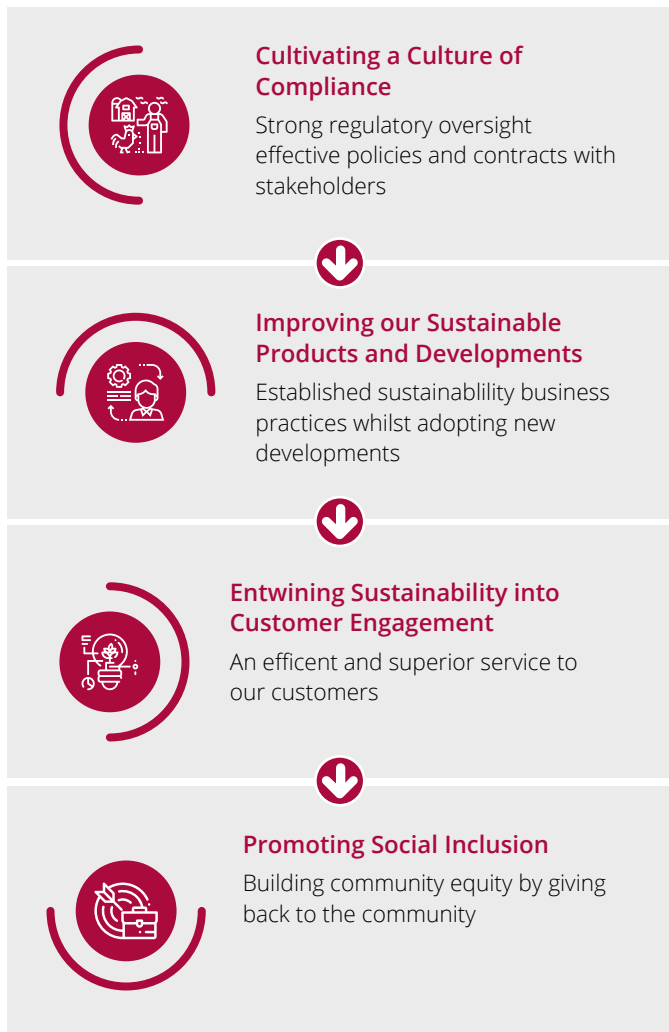 Cultivating a Culture of
Compliance
Strong regulatory oversight
effective policies and contracts with
stakeholders
Improving our Sustainable
Products and Developments
Established sustainablility business
practices whilst adopting new
developments
Entwining Sustainability into
Customer Engagement
An efficent and superior service to
our customers
Promoting Social Inclusion
Building community equity by giving
back to the community